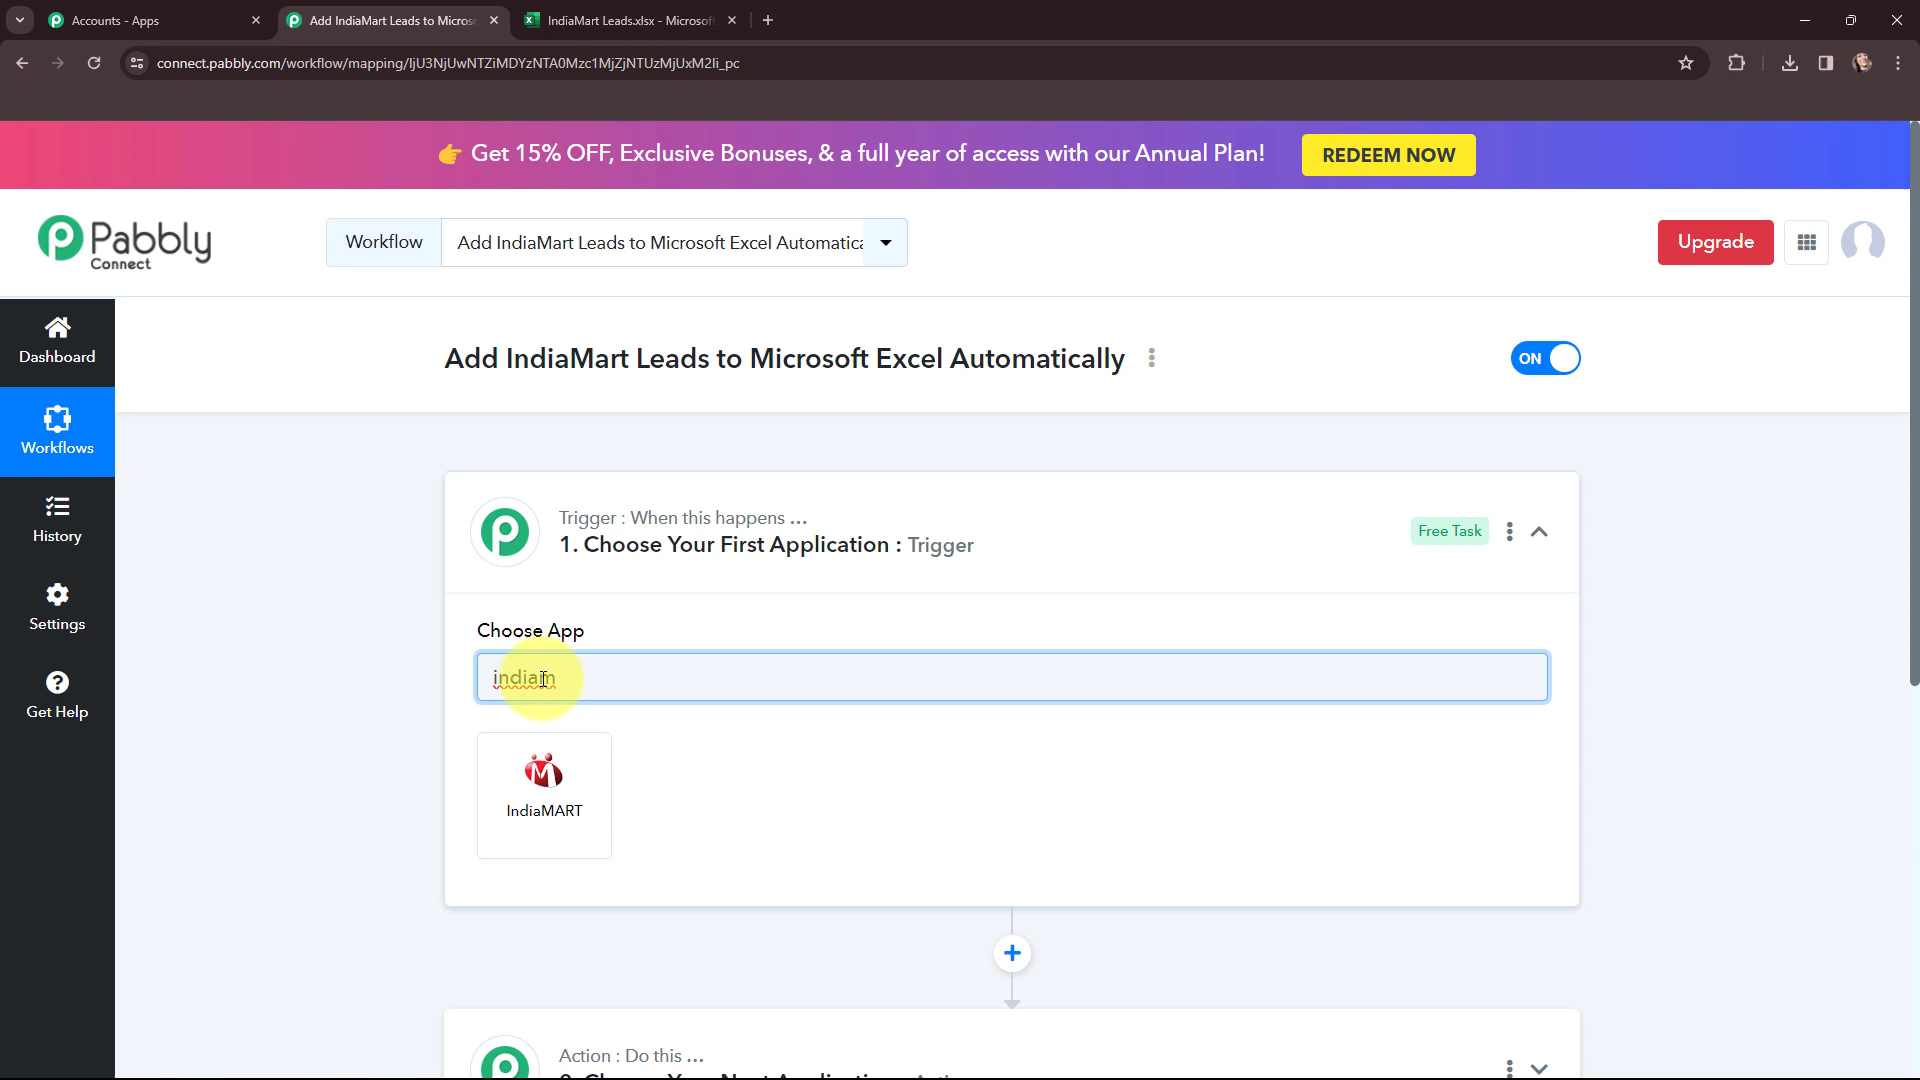 Accounts - Apps
Add IndiaMart Leads to Micros
IndiaMart Leads.xlsx - Microsof
connect.pabbly.com/workflow/mapping/IjU3NjUwNTZiMDYzNTA0Mzc1MjZjNTUzMjUxM2Ii_pc
👉 Get 15% OFF, Exclusive Bonuses, & a full year of access with our Annual Plan!
REDEEM NOW
Pabbly
Connect
Workflow
Add IndiaMart Leads to Microsoft Excel Automatica
Upgrade
Dashboard
Workflows
History
Settings
Get Help
Add IndiaMart Leads to Microsoft Excel Automatically
ON
Trigger : When this happens ...
1. Choose Your First Application : Trigger
Free Task
Choose App
indiam
IndiaMART
Action : Do this ...